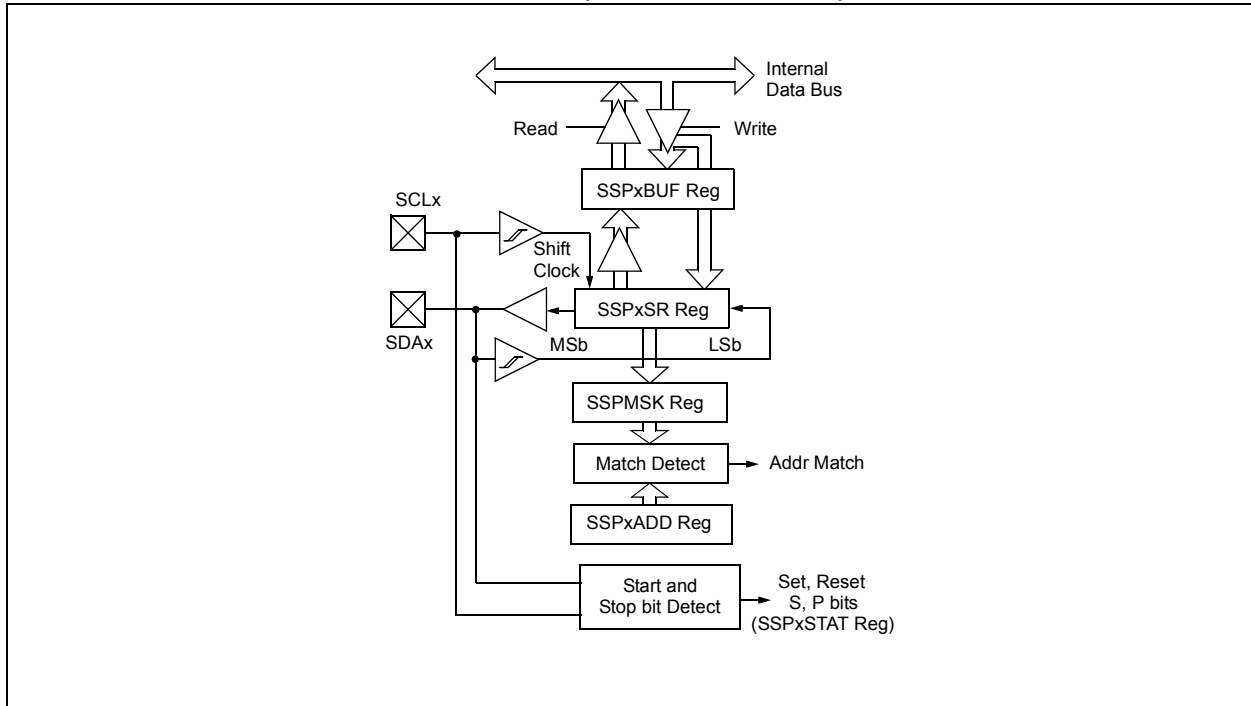 Internal
Data Bus
Read
Write
SSPxBUF Reg
SCLx
Shift
Clock
SSPxSR Reg
SDAx
MSb
LSb
SSPMSK Reg
Match Detect
Addr Match
SSPxADD Reg
Start and
Stop bit Detect
Set, Reset
S, P bits
(SSPxSTAT Reg)